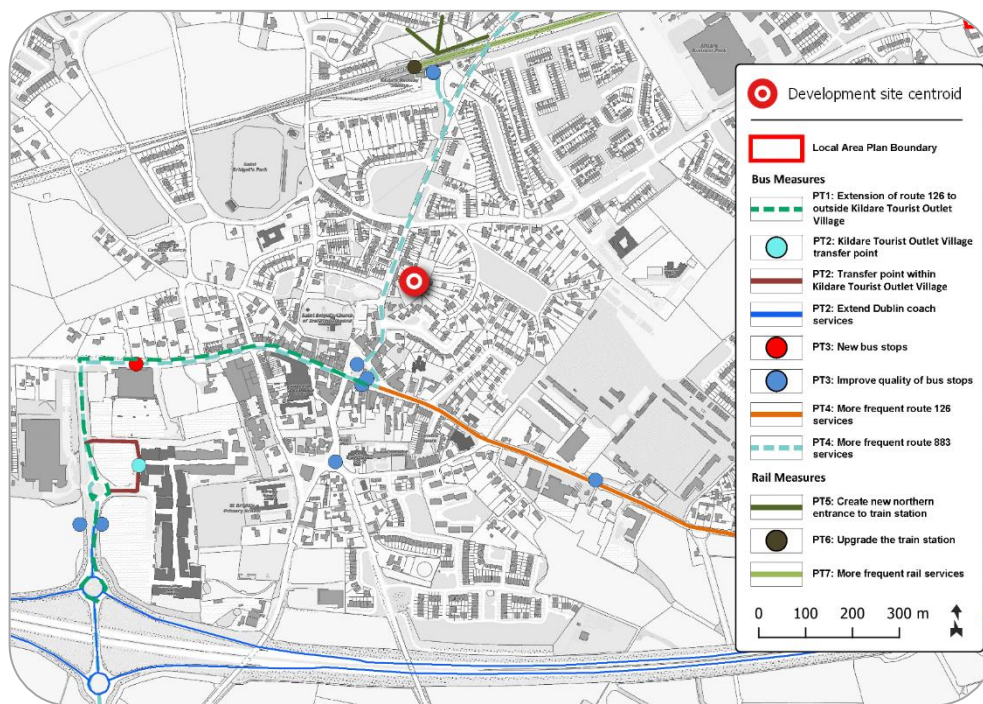 Saint
Brigid's Park
Development site centroid
Local Area Plan Boundary
Bus Measures
PT1: Extension of route 126 to
outside Kildare Tourist Outlet
Village
PT2: Kildare Tourist Outlet Village
transfer point
PT2: Transfer point within
Kildare Tourist Outlet Village
PT2: Extend Dublin coach
services
PT3: New bus stops
PT3: Improve quality of bus stops
PT4: More frequent route 126
services
PT4: More frequent route 883
services
Rail Measures
PT5: Create new northern
entrance to train station
PT6: Upgrade the train station
PT7: More frequent rail services
0 100 200 300 m